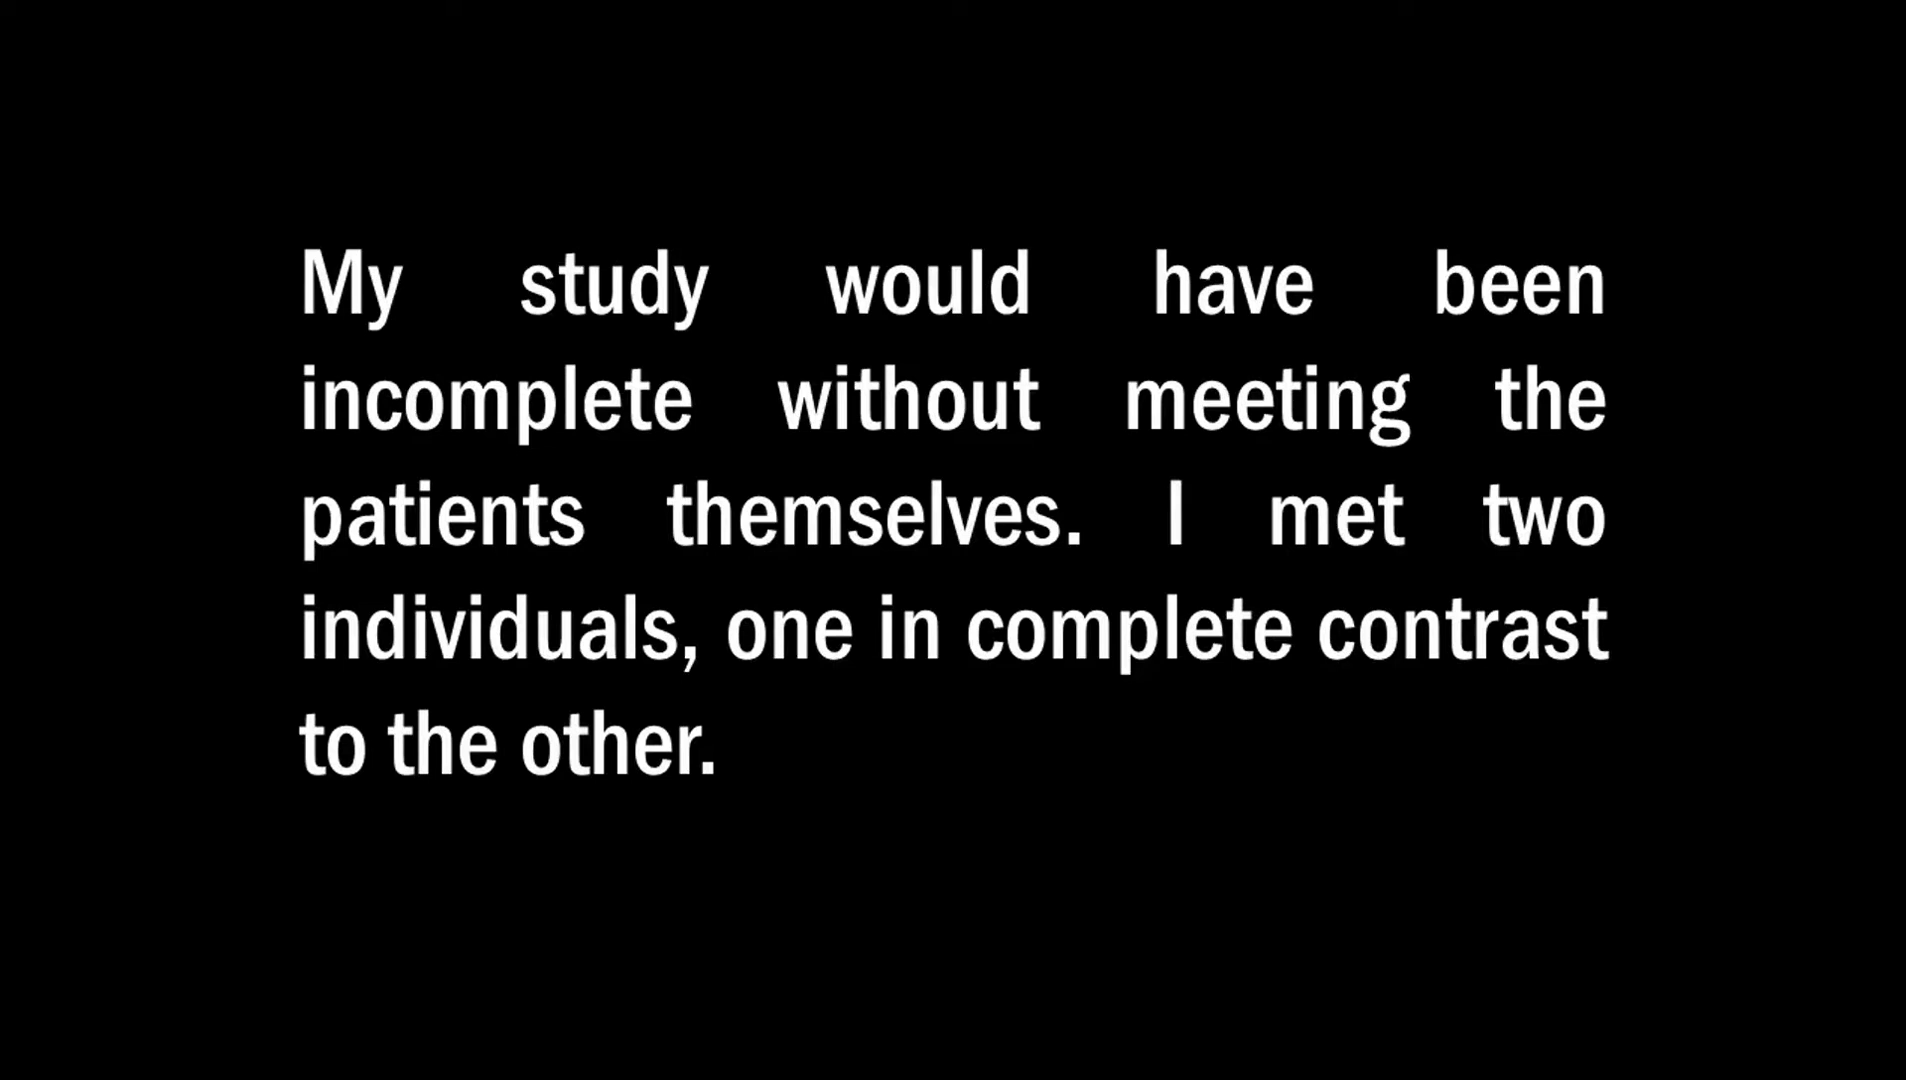 My study would have been
incomplete without meeting the
patients themselves. I met two
individuals, one in complete contrast
to the other.